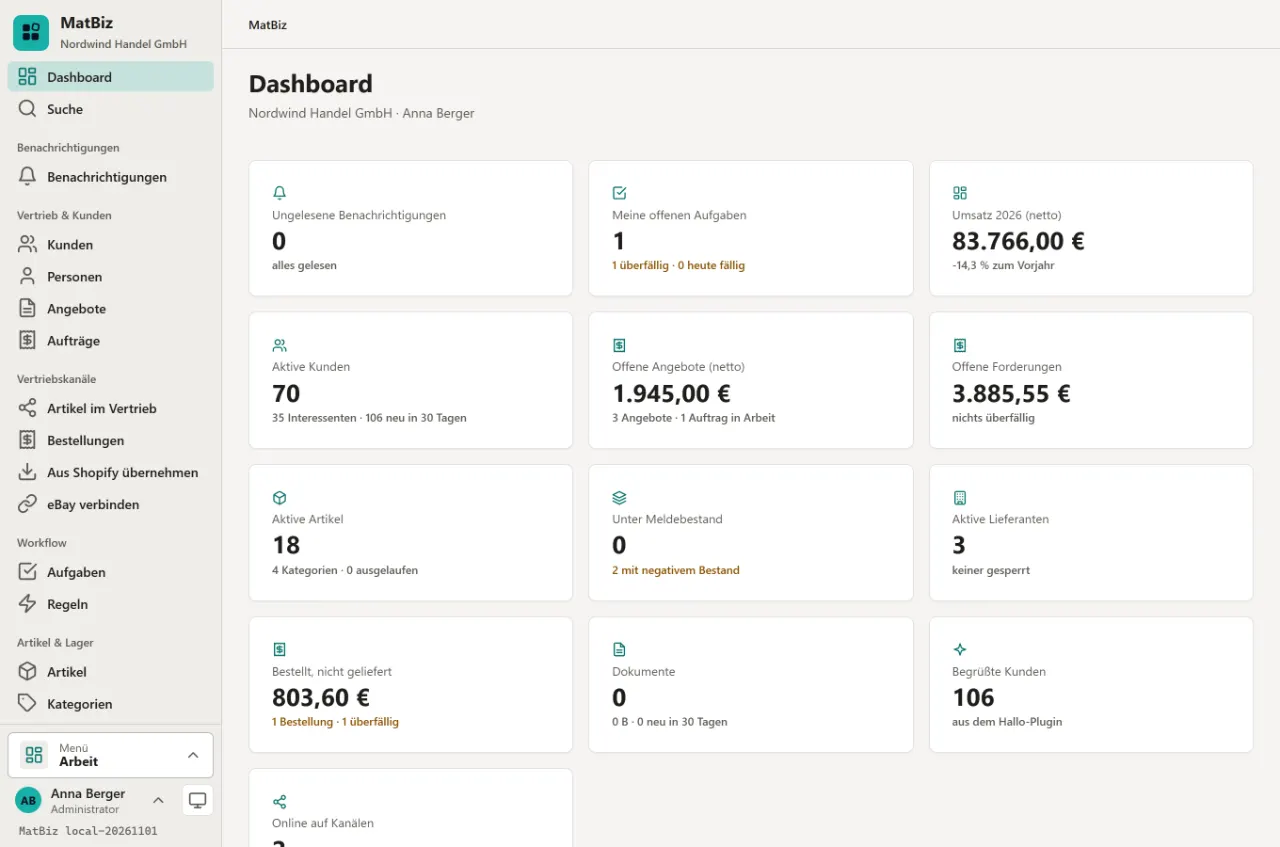 MatBiz
Nordwind Handel GmbH
Dashboard
Suche
Benachrichtigungen
Benachrichtigungen
Vertrieb & Kunden
Kunden
Personen
Angebote
Aufträge
Vertriebskanäle
Artikel im Vertrieb
Bestellungen
Aus Shopify übernehmen
eBay verbinden
Workflow
Aufgaben
Regeln
Artikel & Lager
Artikel
Kategorien
Menü
Arbeit
AB
Anna Berger
Administrator
MatBiz local-20261101
MatBiz
Dashboard
Nordwind Handel GmbH · Anna Berger
Ungelesene Benachrichtigungen
0
alles gelesen
Meine offenen Aufgaben
1
1 überfällig · 0 heute fällig
Umsatz 2026 (netto)
83.766,00 €
-14,3 % zum Vorjahr
Aktive Kunden
70
35 Interessenten · 106 neu in 30 Tagen
Offene Angebote (netto)
1.945,00 €
3 Angebote · 1 Auftrag in Arbeit
Offene Forderungen
3.885,55 €
nichts überfällig
Aktive Artikel
18
4 Kategorien · 0 ausgelaufen
Unter Meldebestand
0
2 mit negativem Bestand
Aktive Lieferanten
3
keiner gesperrt
Bestellt, nicht geliefert
803,60 €
1 Bestellung · 1 überfällig
Dokumente
0
0 B · 0 neu in 30 Tagen
Begrüßte Kunden
106
aus dem Hallo-Plugin
Online auf Kanälen